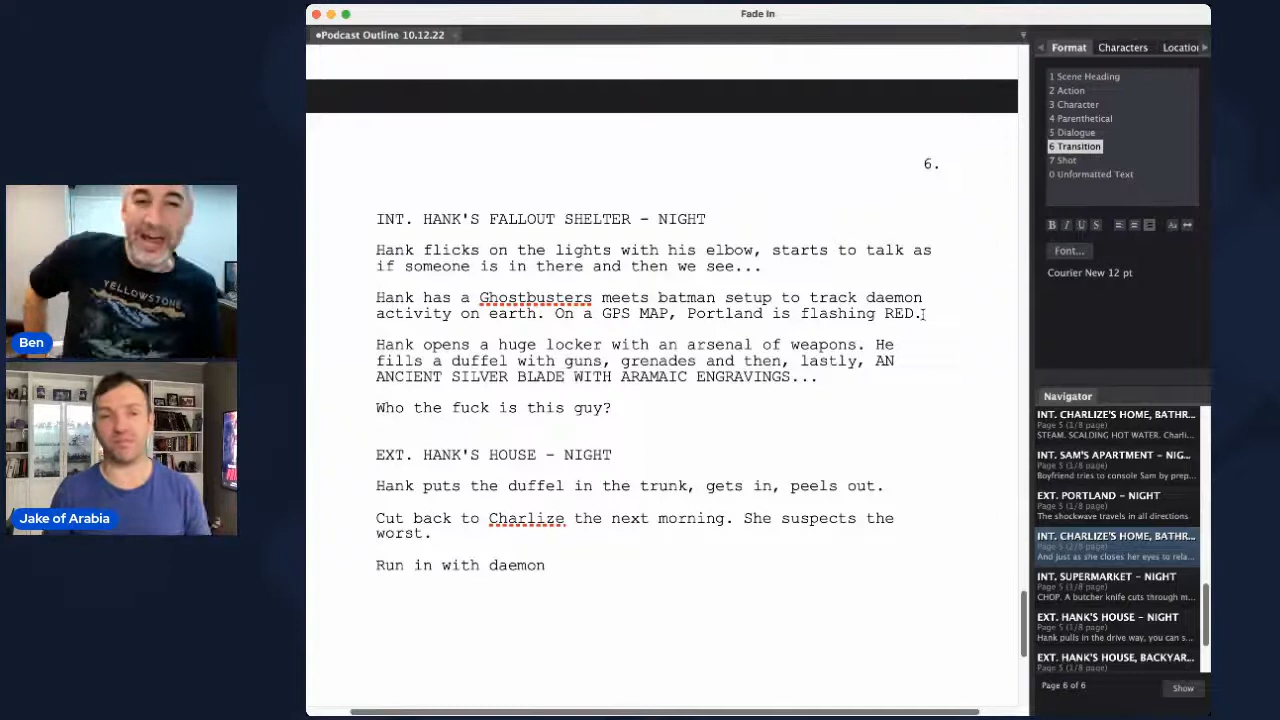 Fade In
•Podcast Outline 10.12.22
6.
INT. HANK'S FALLOUT SHELTER - NIGHT
Hank flicks on the lights with his elbow, starts to talk as
if someone is in there and then we see...
Hank has a Ghostbusters meets batman setup to track daemon
activity on earth. On a GPS MAP, Portland is flashing RED.
Hank opens a huge locker with an arsenal of weapons. He
fills a duffel with guns, grenades and then, lastly, AN
ANCIENT SILVER BLADE WITH ARAMAIC ENGRAVINGS...
Who the fuck is this guy?
EXT. HANK'S HOUSE - NIGHT
Hank puts the duffel in the trunk, gets in, peels out.
Cut back to Charlize the next morning. She suspects the
worst.
Run in with daemon
Format Characters Location
1 Scene Heading
2 Action
3 Character
4 Parenthetical
5 Dialogue
6 Transition
7 Shot
0 Unformatted Text
B I U S Aa
Font...
Courier New 12 pt
Navigator
INT. CHARLIZE'S HOME, BATHR...
Page 5 (1/8 page)
STEAM. SCALDING HOT WATER. Charli...
INT. SAM'S APARTMENT - NIG...
Page 5 (1/8 page)
Boyfriend tries to console Sam by prep...
EXT. PORTLAND - NIGHT
Page 5 (1/8 page)
The shockwave travels in all directions
INT. CHARLIZE'S HOME, BATHR...
Page 5 (2/8 page)
And just as she closes her eyes to rela...
INT. SUPERMARKET - NIGHT
Page 5 (1/8 page)
CHOP. A butcher knife cuts through m...
EXT. HANK'S HOUSE - NIGHT
Page 5 (1/8 page)
Hank pulls in the drive way, you can s...
EXT. HANK'S HOUSE, BACKYAR...
Page 5 (1/8 page)
Page 6 of 6
Show
YELLOWSTONE
Ben
Jake of Arabia